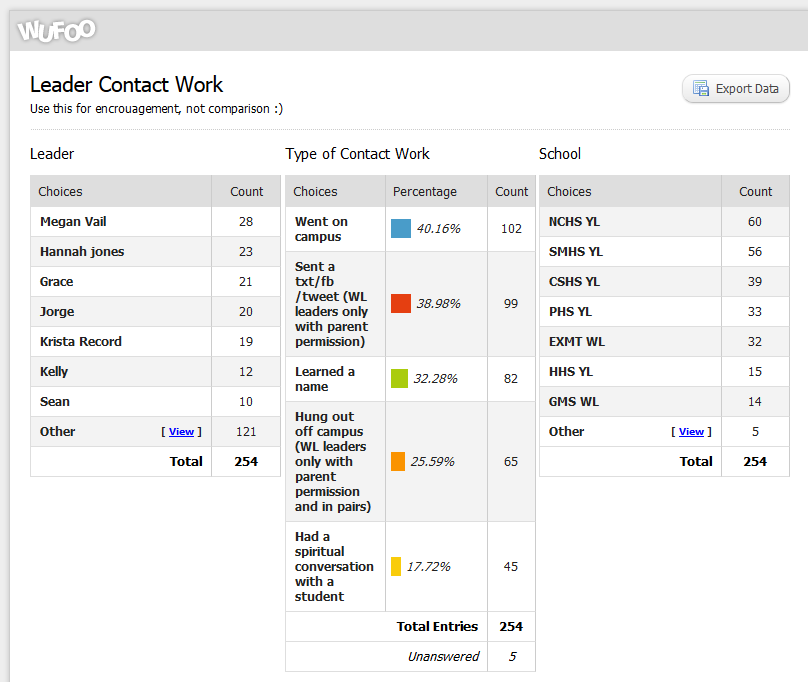 WUFOO
Leader Contact Work
Use this for encrouagement, not comparison :)
Export Data
Leader
Choices Count
Megan Vail 28
Hannah jones 23
Grace 21
Jorge 20
Krista Record 19
Kelly 12
Sean 10
Other [ View ] 121
Total 254
Type of Contact Work
Choices Percentage Count
Went on
campus 40.16% 102
Sent a
txt/fb
/tweet (WL
leaders only
with parent
permission) 38.98% 99
Learned a
name 32.28% 82
Hung out
off campus
(WL leaders
only with
parent
permission
and in pairs) 25.59% 65
Had a
spiritual
conversation
with a
student 17.72% 45
Total Entries 254
Unanswered 5
School
Choices Count
NCHS YL 60
SMHS YL 56
CSHS YL 39
PHS YL 33
EXMT WL 32
HHS YL 15
GMS WL 14
Other [ View ] 5
Total 254